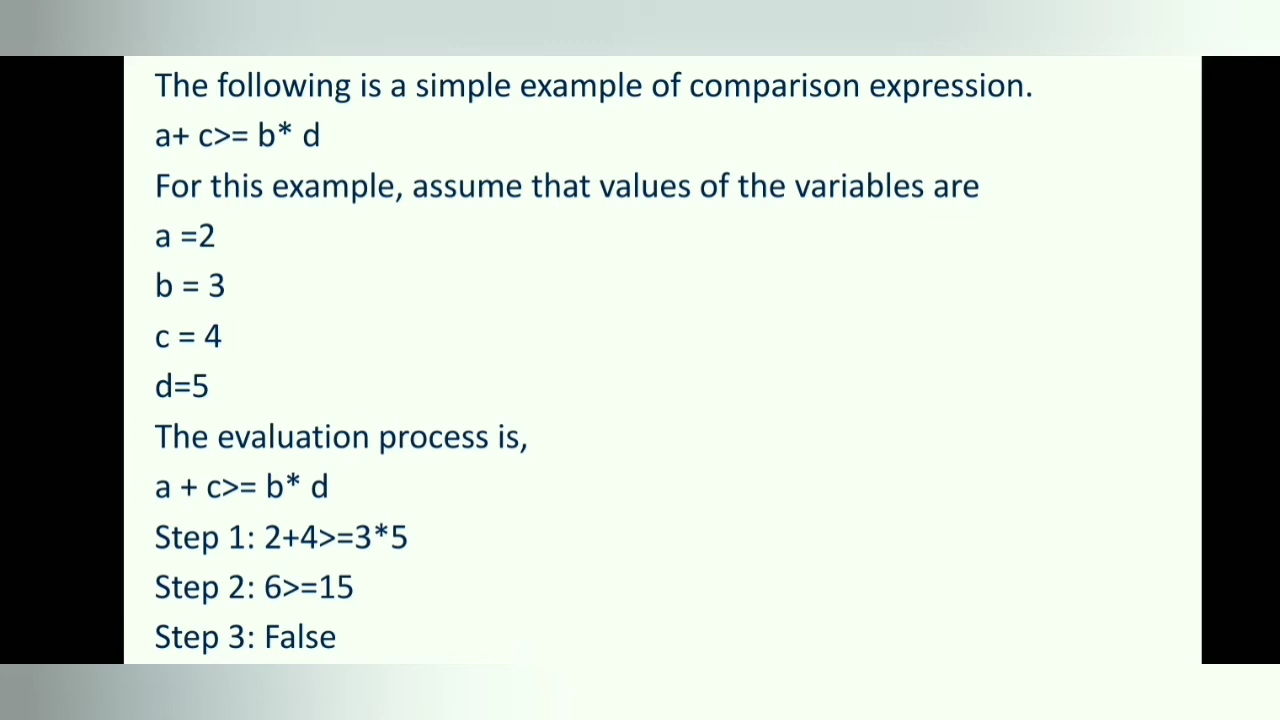 The following is a simple example of comparison expression.
a+ c>= b* d
For this example, assume that values of the variables are
a =2
b = 3
c = 4
d=5
The evaluation process is,
a + c>= b* d
Step 1: 2+4>=3*5
Step 2: 6>=15
Step 3: False